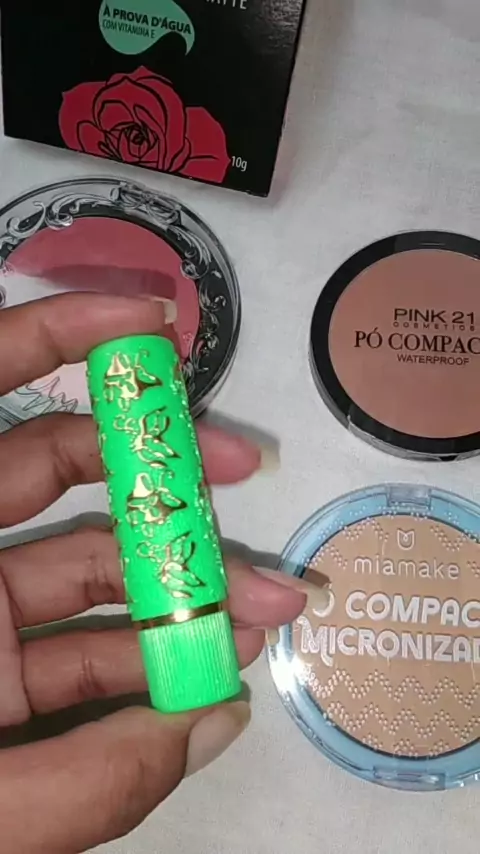 À PROVA D'ÁGUA
COM VITAMINA E
10g
PINK 21
COSMETICS
PÓ COMPAC
WATERPROOF
miamake
COMPAC
MICRONIZAD